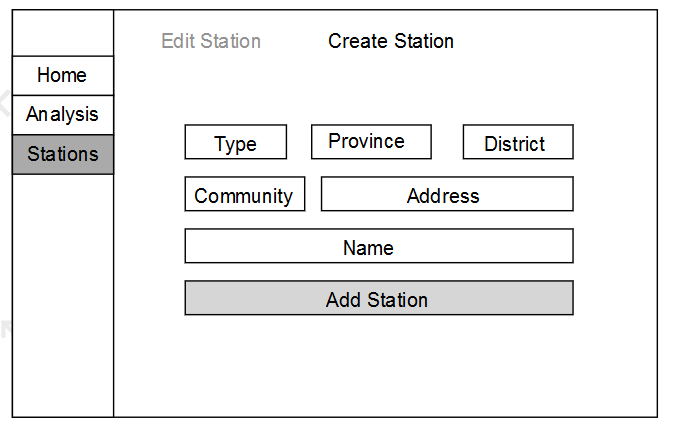 Edit Station Create Station
Home
Analysis
Stations
Type Province District
Community Address
Name
Add Station